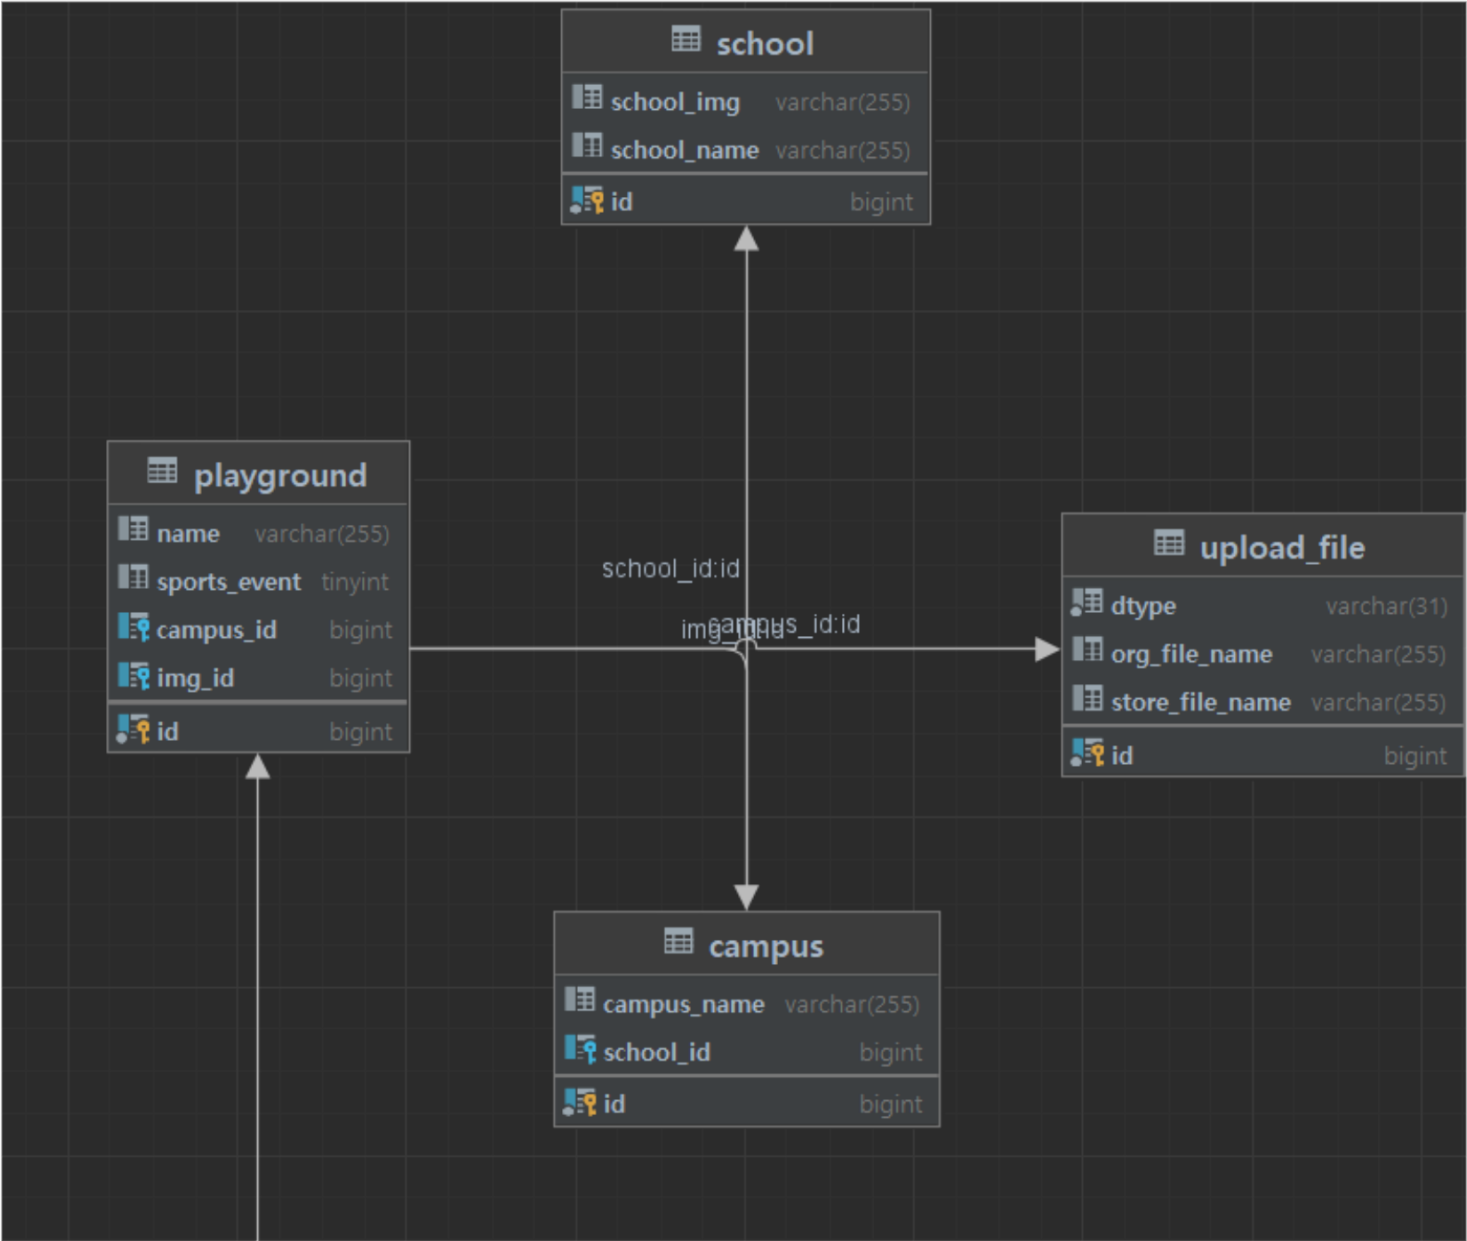 school
school_img varchar(255)
school_name varchar(255)
id bigint
playground
name varchar(255)
sports_event tinyint
campus_id bigint
img_id bigint
id bigint
school_id:id
campus_id:id
upload_file
dtype varchar(31)
org_file_name varchar(255)
store_file_name varchar(255)
id bigint
campus
campus_name varchar(255)
school_id bigint
id bigint